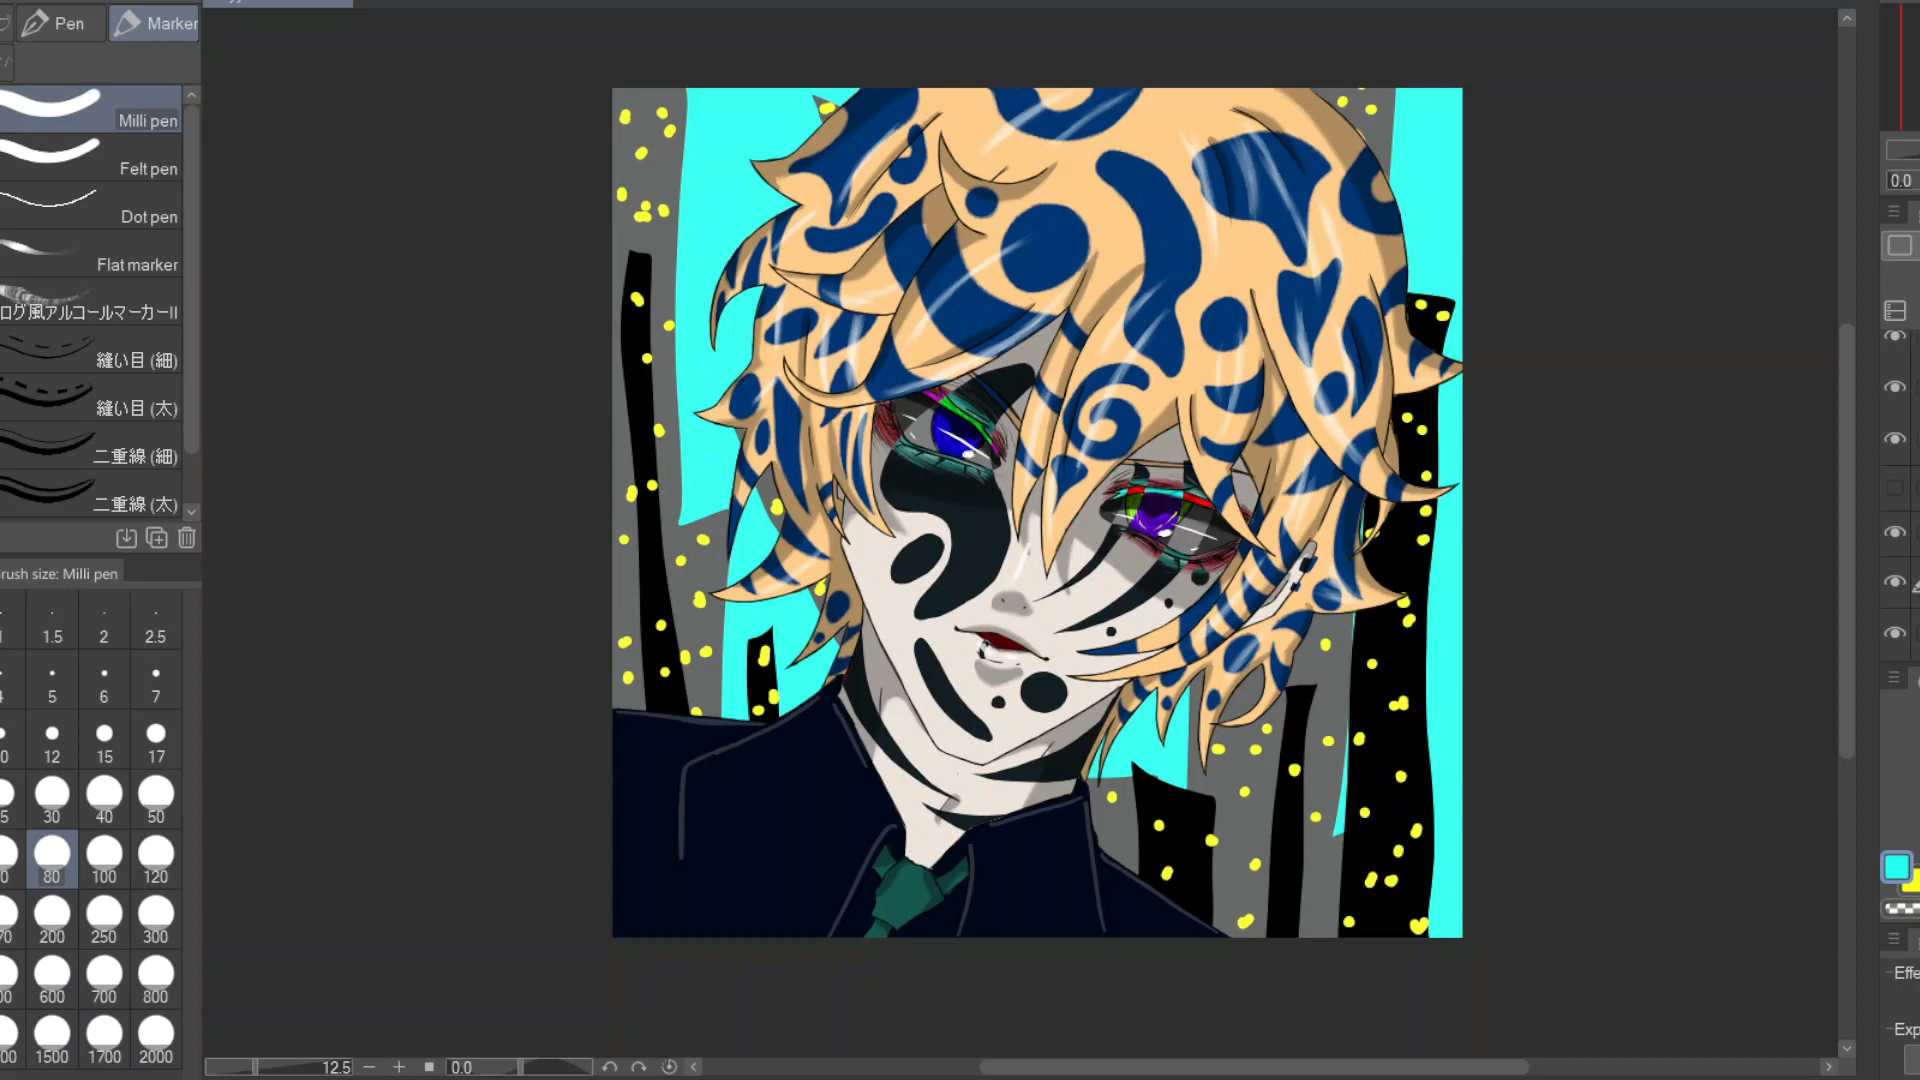 Pen
Marker
Milli pen
Felt pen
Dot pen
Flat marker
ログ風アルコールマーカーII
縫い目 (細)
縫い目 (太)
二重線 (細)
二重線 (太)
rush size: Milli pen
1.5 2 2.5
5 6 7
12 15 17
30 40 50
80 100 120
200 250 300
600 700 800
1500 1700 2000
12.5
0.0
0.0
Effe
Exp